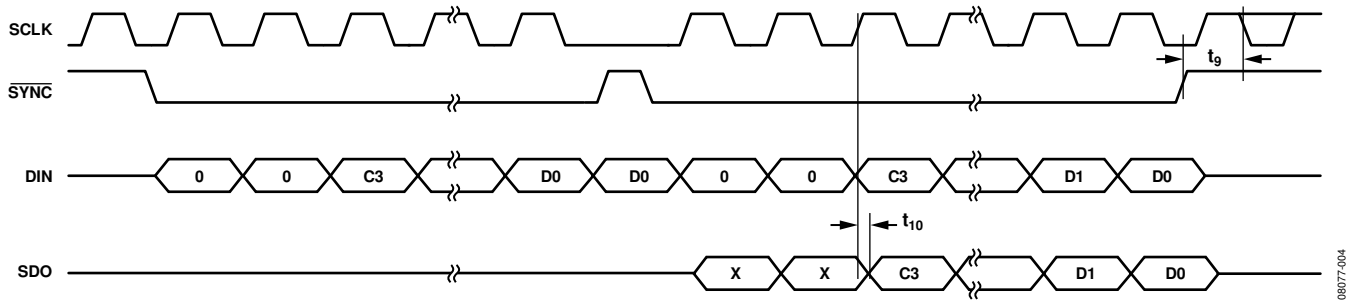 SCLK
t9
SYNC
DIN 0 0 C3 D0 D0 0 0 C3 D1 D0
t10
SDO X X C3 D1 D0
08077-004